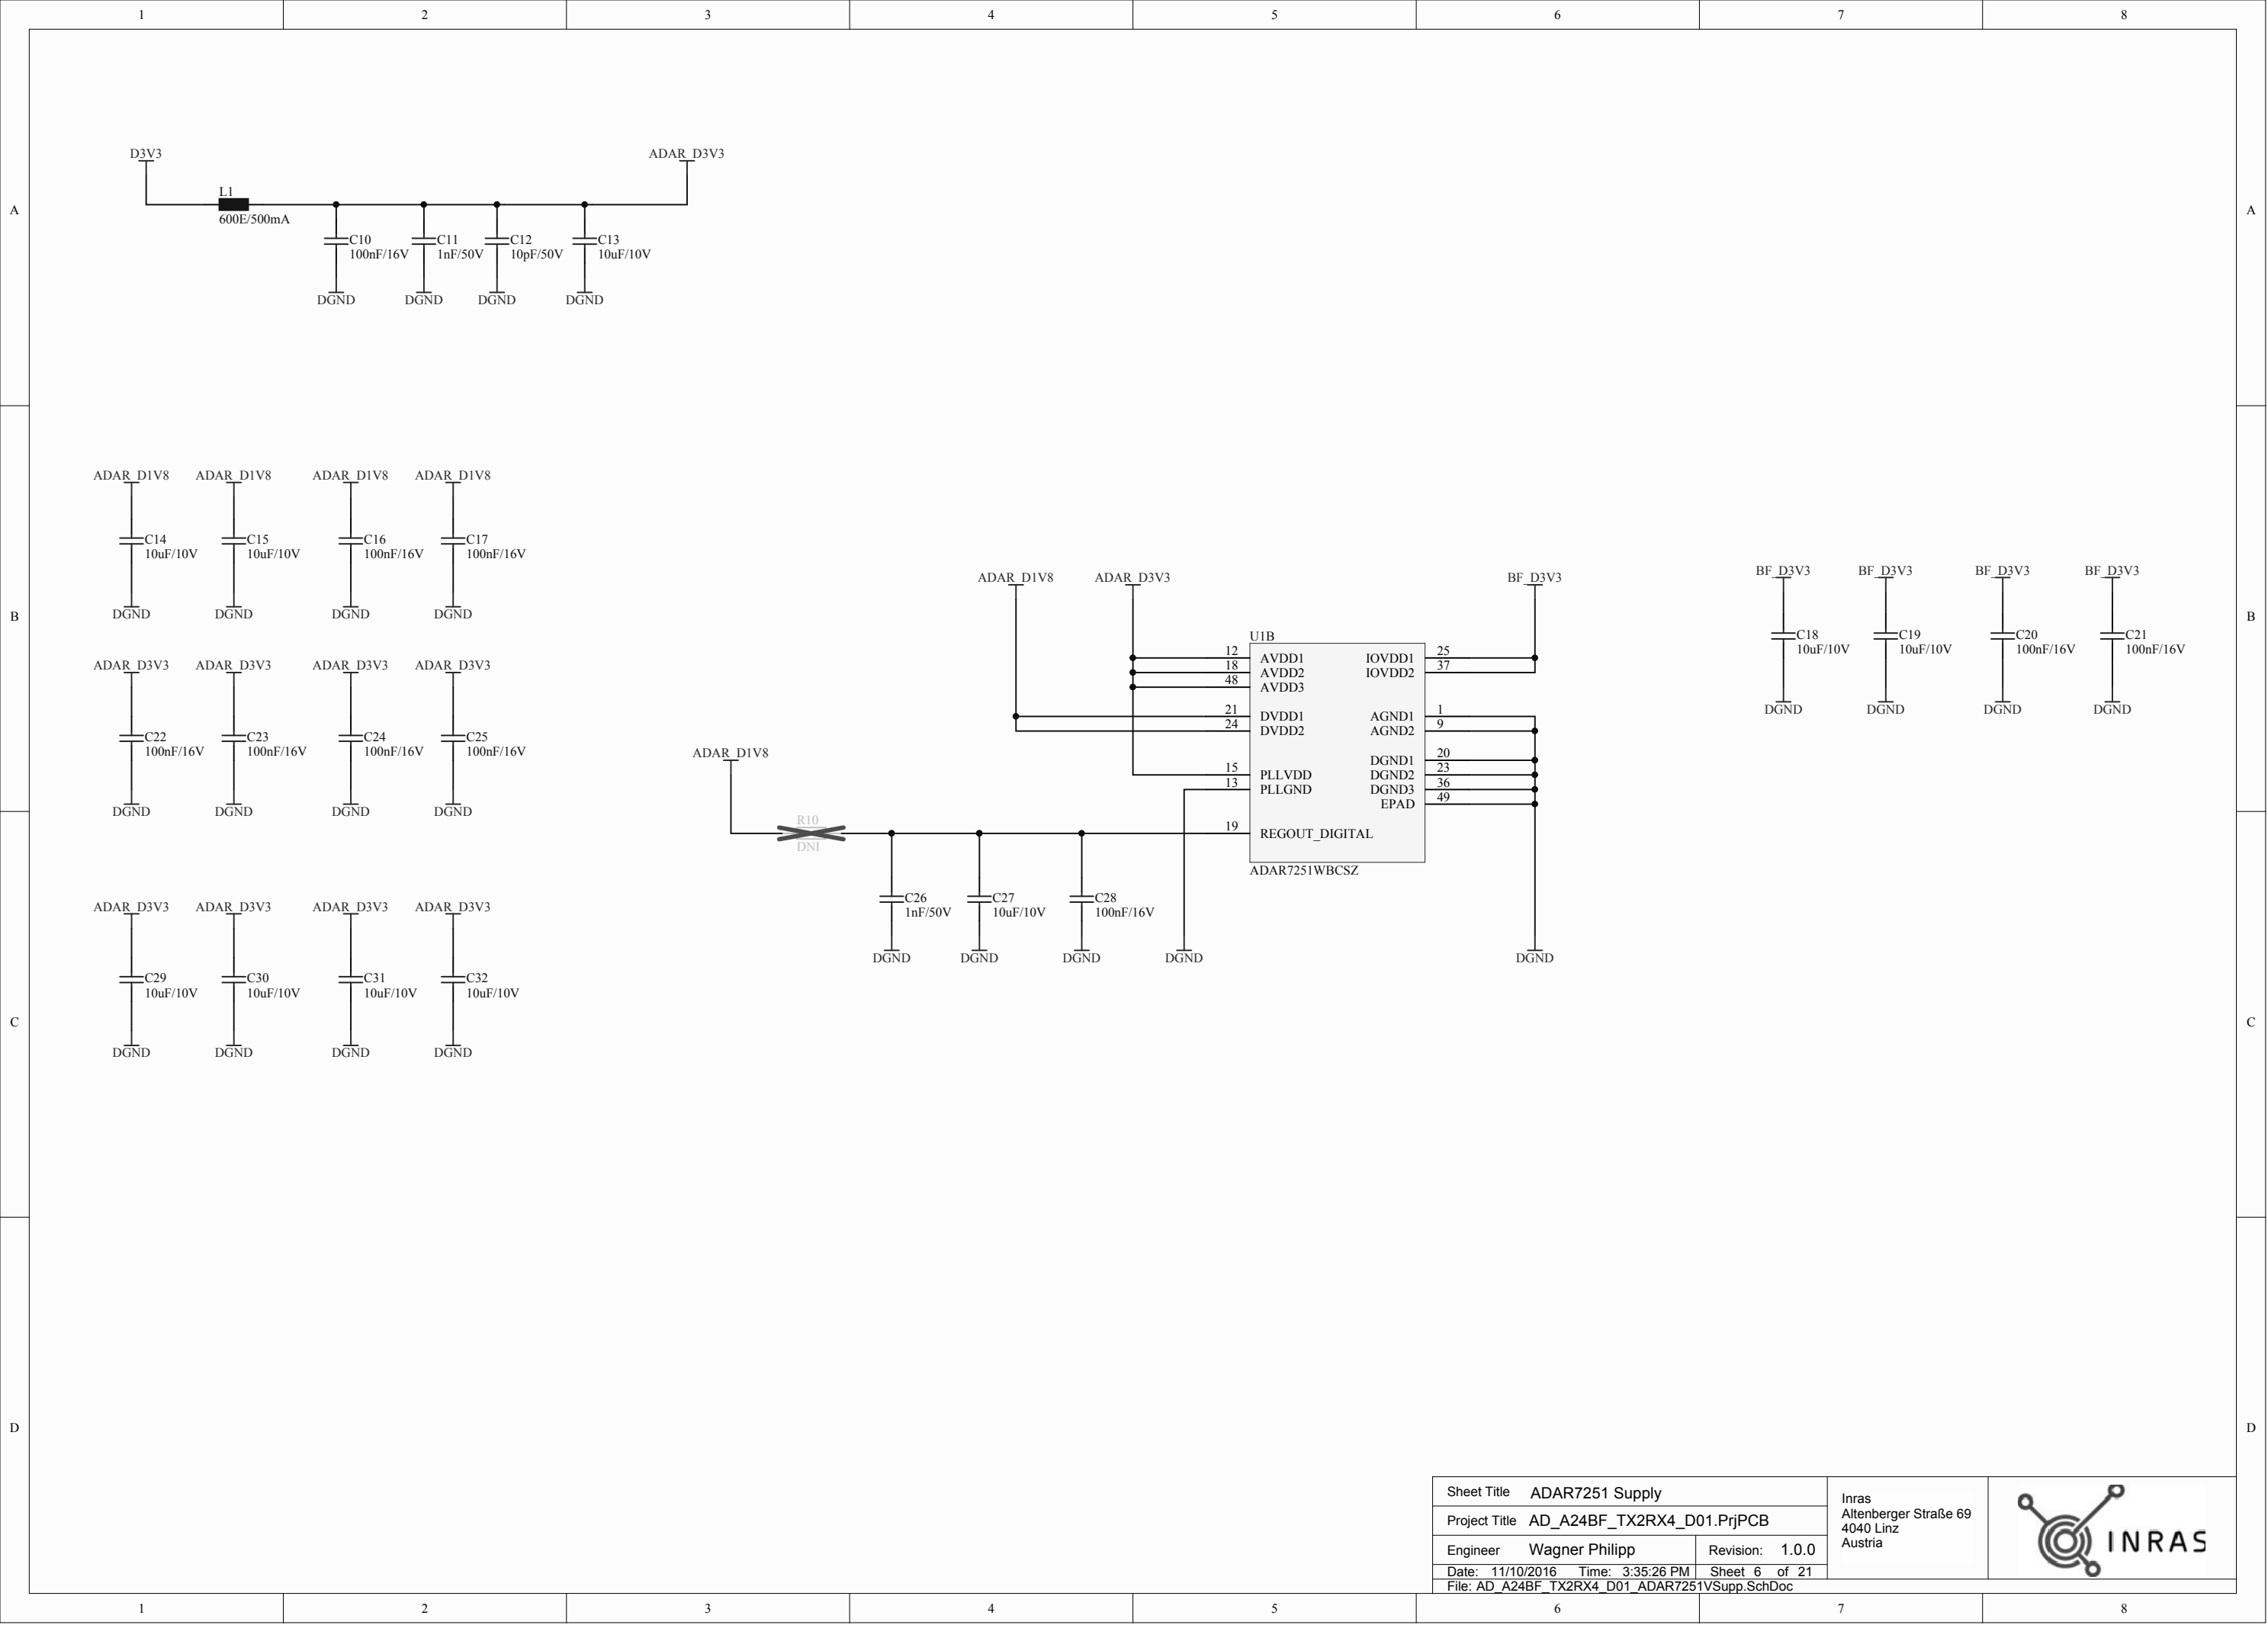 1 2 3 4 5 6 7 8
D3V3 ADAR_D3V3
L1
600E/500mA
A A
C10 C11 C12 C13
100nF/16V 1nF/50V 10pF/50V 10uF/10V
DGND DGND DGND DGND
ADAR_D1V8 ADAR_D1V8 ADAR_D1V8 ADAR_D1V8
C14 C15 C16 C17
10uF/10V 10uF/10V 100nF/16V 100nF/16V
DGND DGND DGND DGND
ADAR_D1V8 ADAR_D3V3 BF_D3V3
BF_D3V3 BF_D3V3 BF_D3V3 BF_D3V3
B B
C18 C19 C20 C21
10uF/10V 10uF/10V 100nF/16V 100nF/16V
DGND DGND DGND DGND
U1B
12 AVDD1 IOVDD1 25
18 AVDD2 IOVDD2 37
48 AVDD3
21 DVDD1 AGND1 1
24 DVDD2 AGND2 9
DGND1 20
15 PLLVDD DGND2 23
13 PLLGND DGND3 36
EPAD 49
19 REGOUT_DIGITAL
ADAR7251WBCSZ
ADAR_D3V3 ADAR_D3V3 ADAR_D3V3 ADAR_D3V3
C22 C23 C24 C25
100nF/16V 100nF/16V 100nF/16V 100nF/16V
DGND DGND DGND DGND
ADAR_D1V8
R10
DNI
C26 C27 C28
1nF/50V 10uF/10V 100nF/16V
DGND DGND DGND DGND DGND
ADAR_D3V3 ADAR_D3V3 ADAR_D3V3 ADAR_D3V3
C29 C30 C31 C32
10uF/10V 10uF/10V 10uF/10V 10uF/10V
DGND DGND DGND DGND
C C
D D
Sheet Title ADAR7251 Supply
Project Title AD_A24BF_TX2RX4_D01.PrjPCB
Engineer Wagner Philipp Revision: 1.0.0
Date: 11/10/2016 Time: 3:35:26 PM Sheet 6 of 21
File: AD_A24BF_TX2RX4_D01_ADAR7251VSupp.SchDoc
Inras
Altenberger Straße 69
4040 Linz
Austria
INRAS
1 2 3 4 5 6 7 8